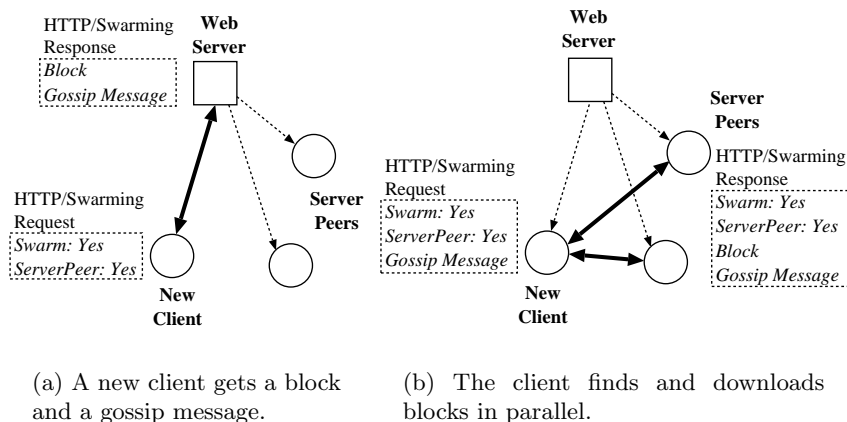 HTTP/Swarming
Response
Block
Gossip Message
Web
Server
Server
Peers
HTTP/Swarming
Request
Swarm: Yes
ServerPeer: Yes
New
Client
(a) A new client gets a block
and a gossip message.
Web
Server
Server
Peers
HTTP/Swarming
Request
Swarm: Yes
ServerPeer: Yes
Gossip Message
HTTP/Swarming
Response
Swarm: Yes
ServerPeer: Yes
Block
Gossip Message
New
Client
(b) The client finds and downloads
blocks in parallel.